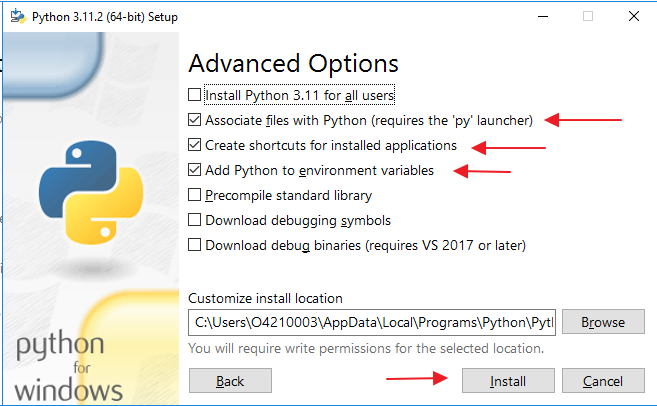 Python 3.11.2 (64-bit) Setup
Advanced Options
Install Python 3.11 for all users
Associate files with Python (requires the 'py' launcher)
Create shortcuts for installed applications
Add Python to environment variables
Precompile standard library
Download debugging symbols
Download debug binaries (requires VS 2017 or later)
Customize install location
C:\Users\O4210003\AppData\Local\Programs\Python\Pytl
Browse
You will require write permissions for the selected location.
python
for
windows
Back
Install
Cancel